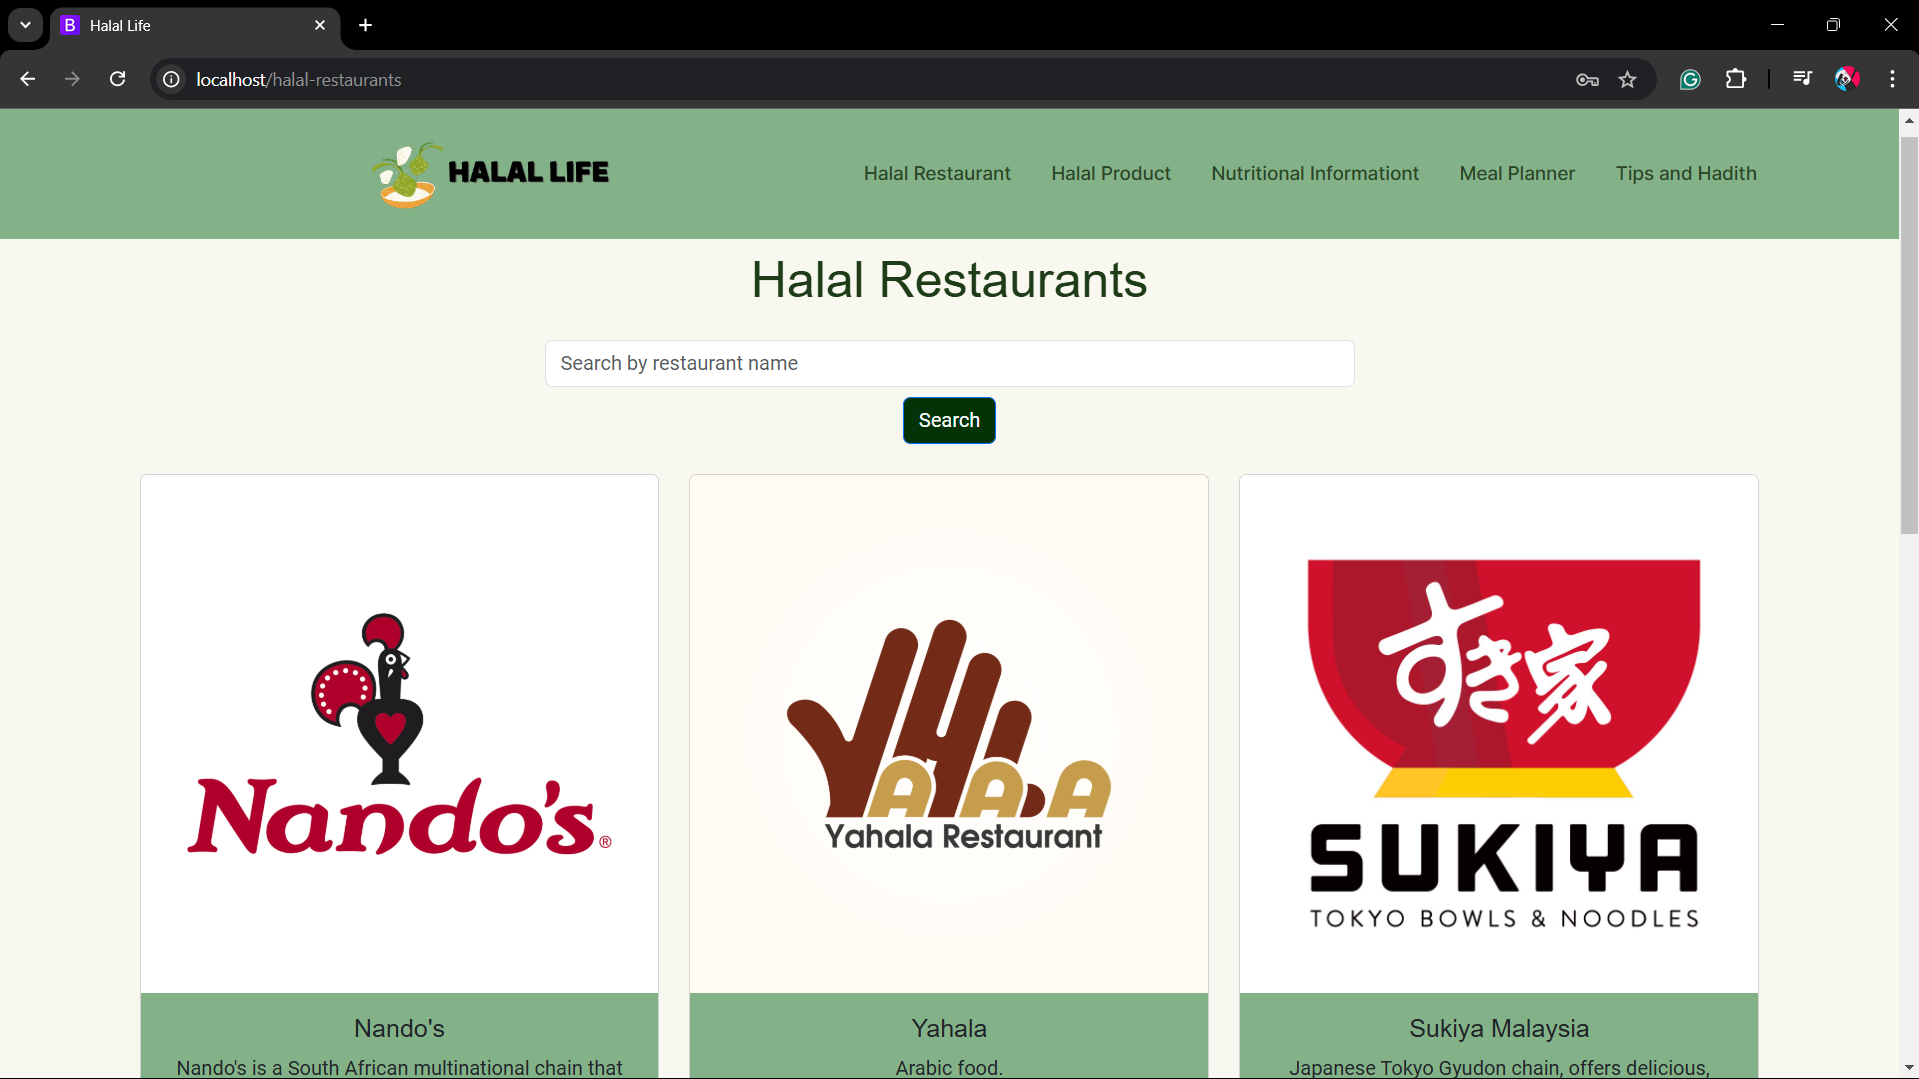 Halal Life
localhost/halal-restaurants
HALAL LIFE
Halal Restaurant
Halal Product
Nutritional Informationt
Meal Planner
Tips and Hadith
Halal Restaurants
Search by restaurant name
Search
Nando's®
YAHALA
Yahala Restaurant
すき家
SUKIYA
TOKYO BOWLS & NOODLES
Nando's
Nando's is a South African multinational chain that
Yahala
Arabic food.
Sukiya Malaysia
Japanese Tokyo Gyudon chain, offers delicious,